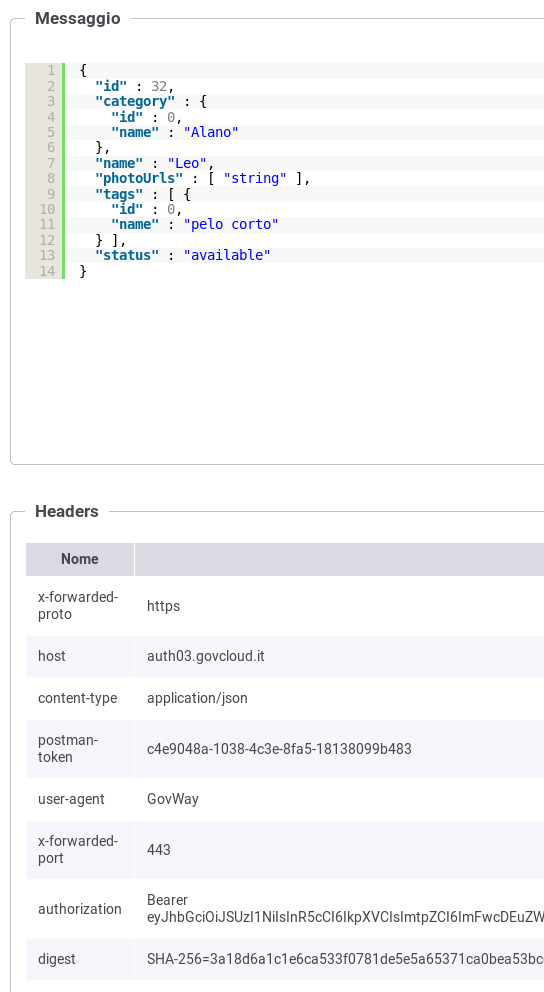 Messaggio
1 {
2 "id" : 32,
3 "category" : {
4 "id" : 0,
5 "name" : "Alano"
6 },
7 "name" : "Leo",
8 "photoUrls" : [ "string" ],
9 "tags" : [ {
10 "id" : 0,
11 "name" : "pelo corto"
12 } ],
13 "status" : "available"
14 }
Headers
Nome
x-forwarded-
proto
https
host
auth03.govcloud.it
content-type
application/json
postman-
token
c4e9048a-1038-4c3e-8fa5-18138099b483
user-agent
GovWay
x-forwarded-
port
443
authorization
Bearer
eyJhbGciOiJSUzI1NiIsInR5cCI6IkpXVCIsImtpZCI6ImFwcDEuZW
digest
SHA-256=3a18d6a1c1e6ca533f0781de5e5a65371ca0bea53bc